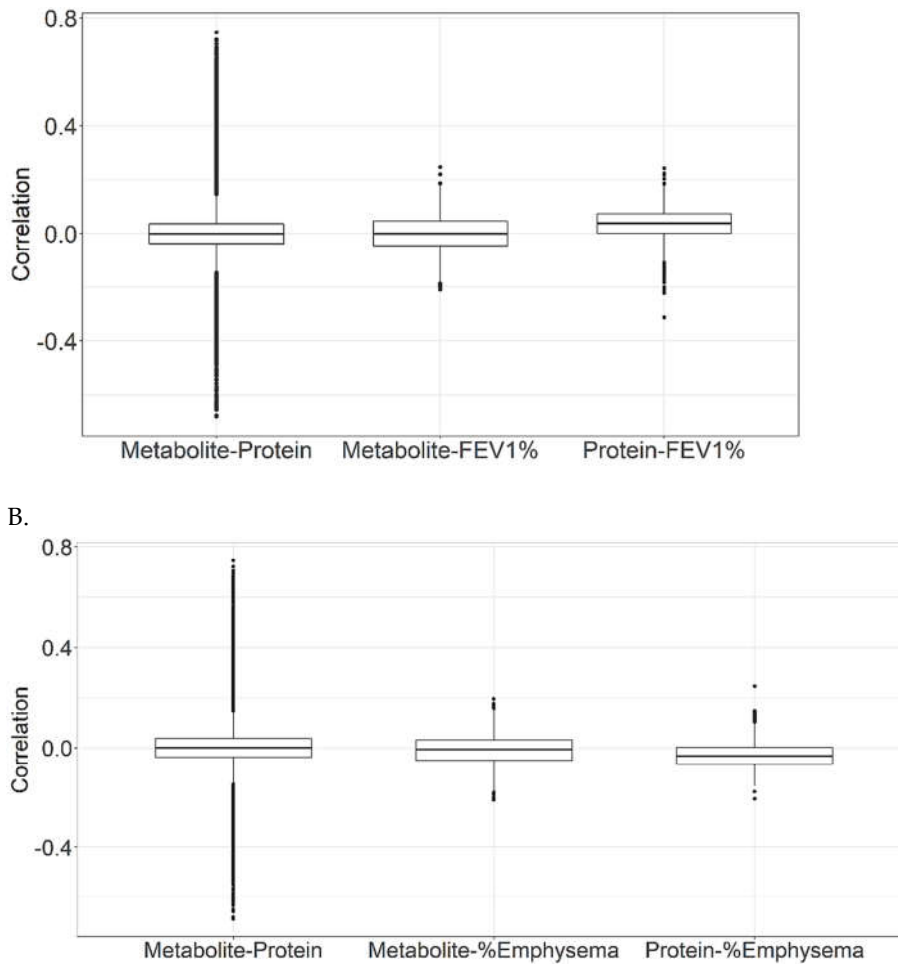 0.8
0.4
0.0
-0.4
Correlation
Metabolite-Protein Metabolite-FEV1% Protein-FEV1%
B.
0.8
0.4
0.0
-0.4
Correlation
Metabolite-Protein Metabolite-%Emphysema Protein-%Emphysema